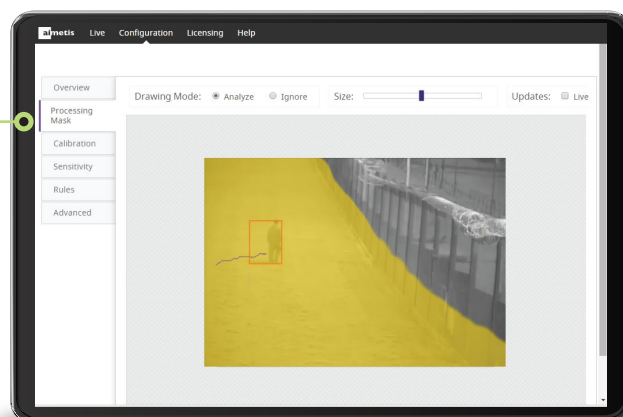 aimetis Live Configuration Licensing Help
Overview
Drawing Mode: Analyze Ignore Size: Updates: Live
Processing
Mask
Calibration
Sensitivity
Rules
Advanced